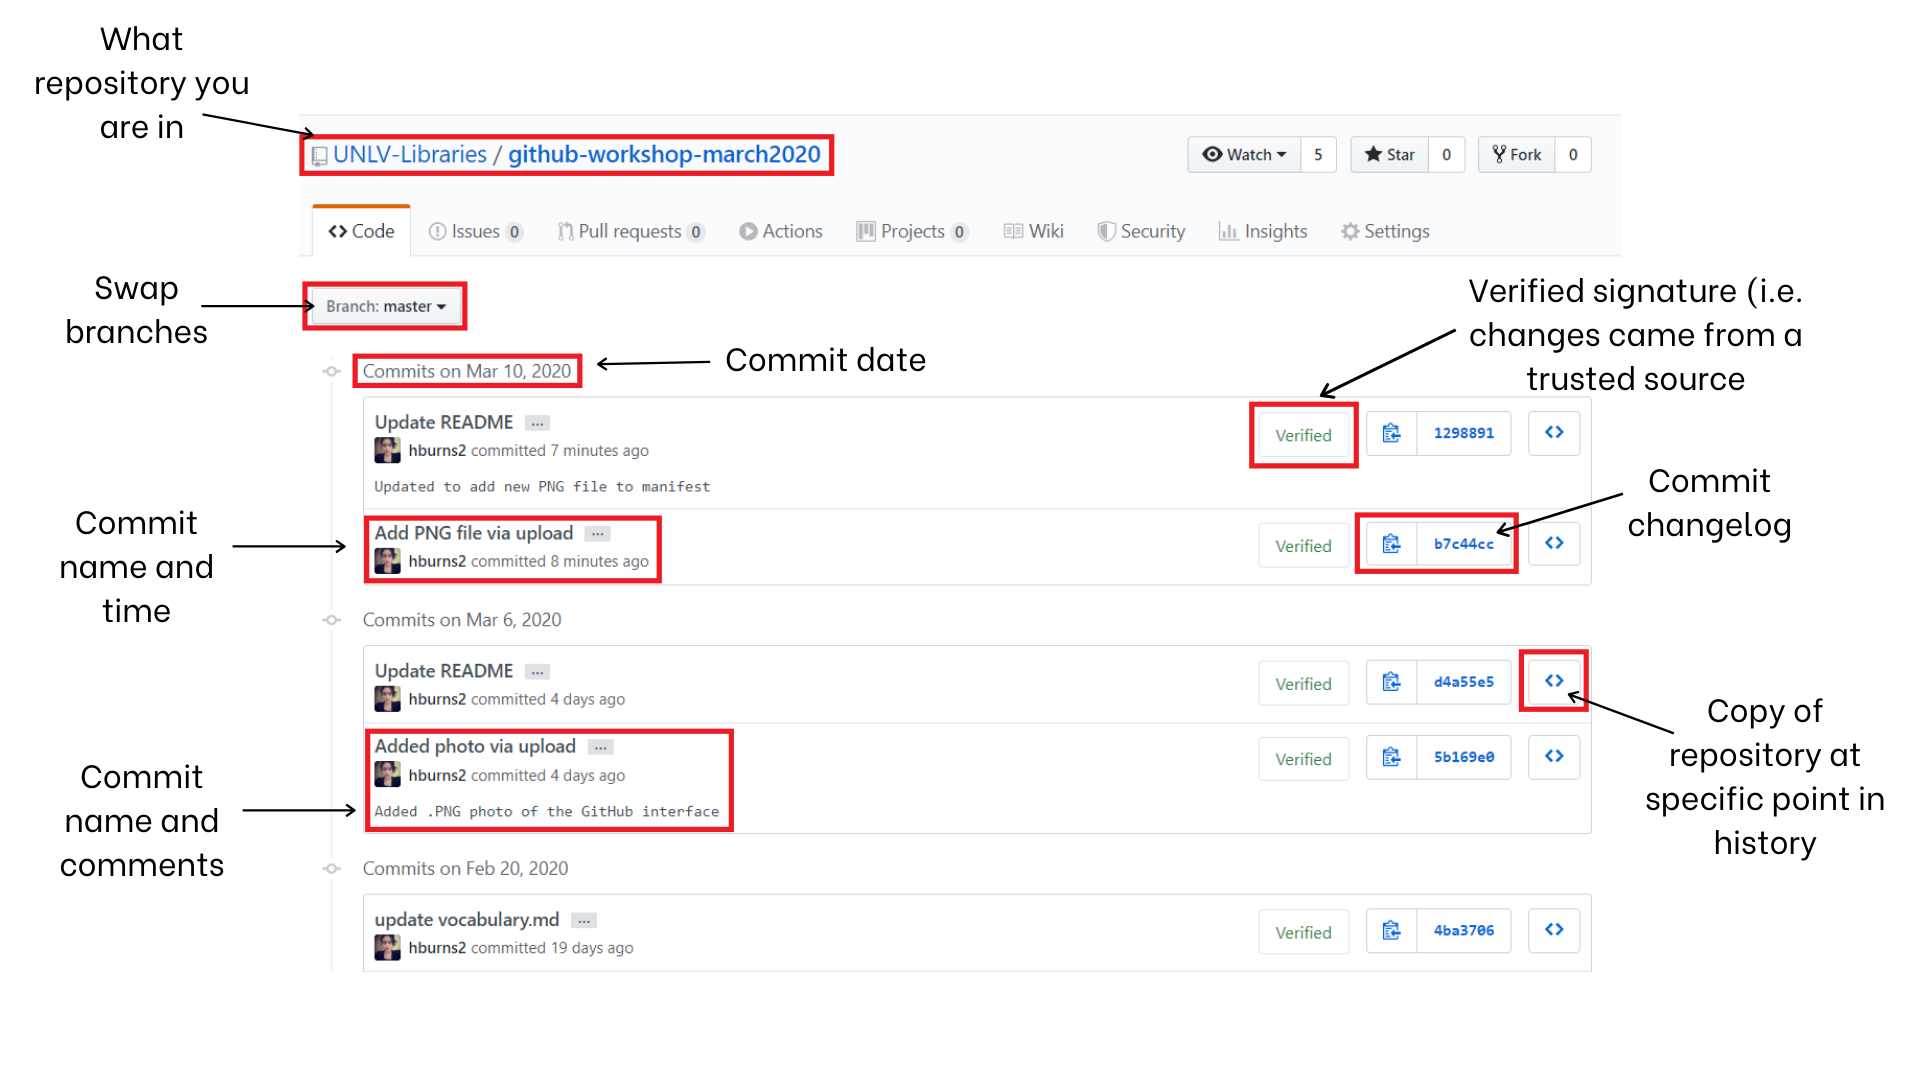 What
repository you
are in
UNLV-Libraries / github-workshop-march2020
Watch 5 Star 0 Fork 0
Code Issues 0 Pull requests 0 Actions Projects 0 Wiki Security Insights Settings
Swap
branches
Branch: master
Verified signature (i.e.
changes came from a
trusted source
Commits on Mar 10, 2020
Commit date
Update README ...
hburns2 committed 7 minutes ago
Verified 1298891
Updated to add new PNG file to manifest
Commit
changelog
Commit
name and
time
Add PNG file via upload ...
hburns2 committed 8 minutes ago
Verified b7c44cc
Commits on Mar 6, 2020
Update README ...
hburns2 committed 4 days ago
Verified d4a55e5
Copy of
repository at
specific point in
history
Commit
name and
comments
Added photo via upload ...
hburns2 committed 4 days ago
Verified 5b169e0
Added .PNG photo of the GitHub interface
Commits on Feb 20, 2020
update vocabulary.md ...
hburns2 committed 19 days ago
Verified 4ba3706